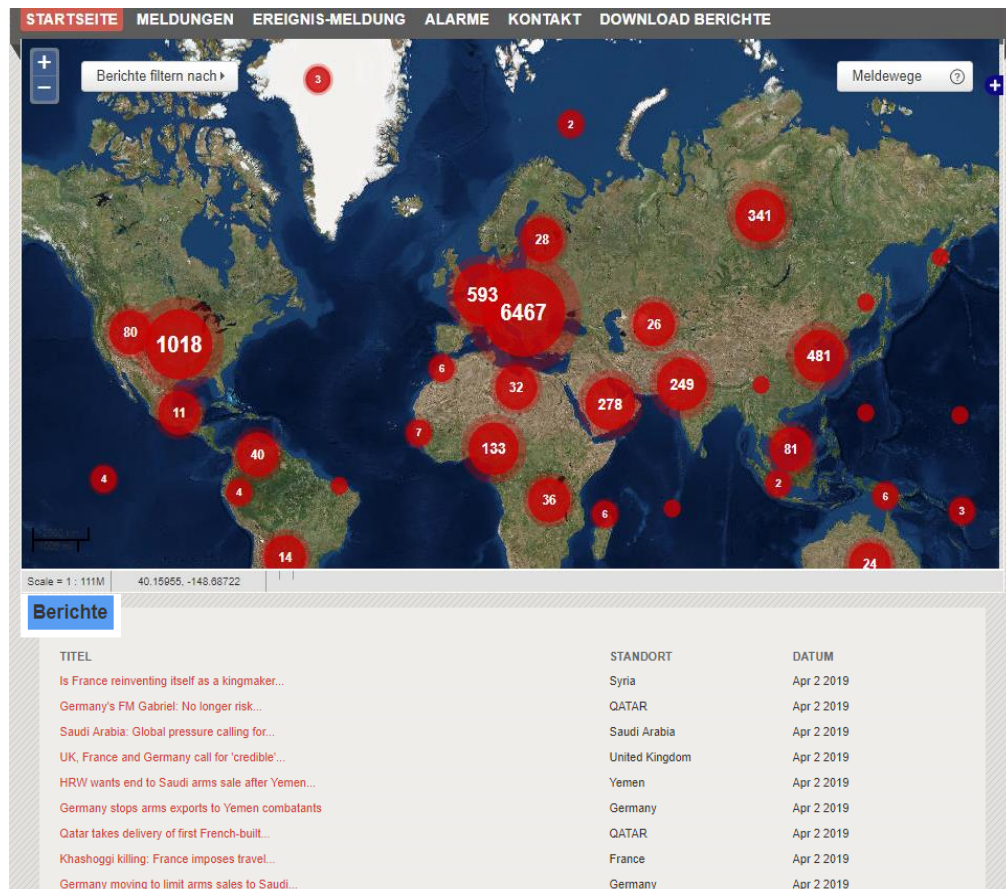 STARTSEITE MELDUNGEN EREIGNIS-MELDUNG ALARME KONTAKT DOWNLOAD BERICHTE
+
−
Berichte filtern nach
Meldewege ?
+
3
2
341
28
593
6467
80
1018
26
481
6
32
249
278
11
7
133
40
81
4
4
36
2
6
6
3
14
24
Scale = 1 : 111M 40.15955, -148.68722
Berichte
TITEL STANDORT DATUM
Is France reinventing itself as a kingmaker... Syria Apr 2 2019
Germany's FM Gabriel: No longer risk... QATAR Apr 2 2019
Saudi Arabia: Global pressure calling for... Saudi Arabia Apr 2 2019
UK, France and Germany call for 'credible'... United Kingdom Apr 2 2019
HRW wants end to Saudi arms sale after Yemen... Yemen Apr 2 2019
Germany stops arms exports to Yemen combatants Germany Apr 2 2019
Qatar takes delivery of first French-built... QATAR Apr 2 2019
Khashoggi killing: France imposes travel... France Apr 2 2019
Germany moving to limit arms sales to Saudi... Germany Apr 2 2019